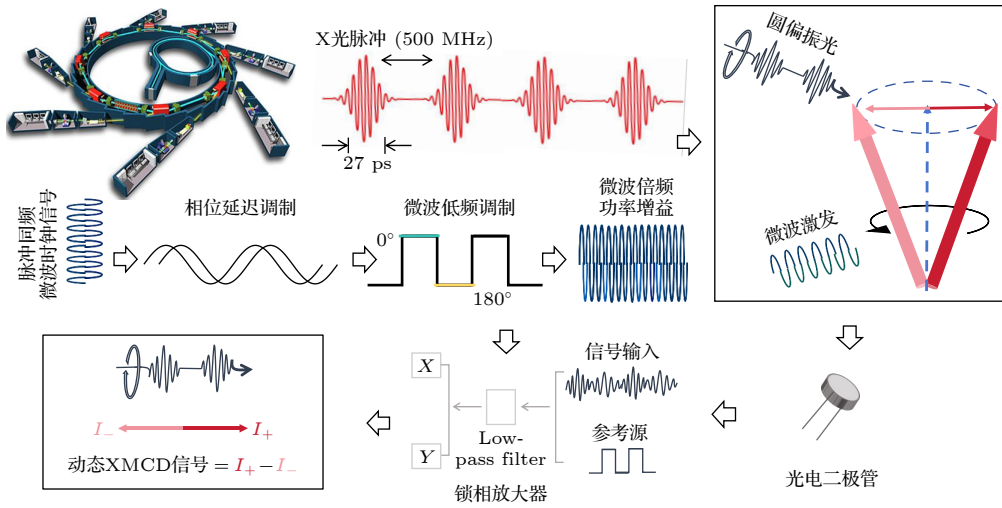 X光脉冲 (500 MHz)
27 ps
圆偏振光
微波激发
脉冲同频
微波时钟信号
相位延迟调制
微波低频调制
0°
180°
微波倍频
功率增益
I₋
I₊
动态XMCD信号 = I₊ − I₋
X
Y
Low-
pass filter
信号输入
参考源
锁相放大器
光电二极管